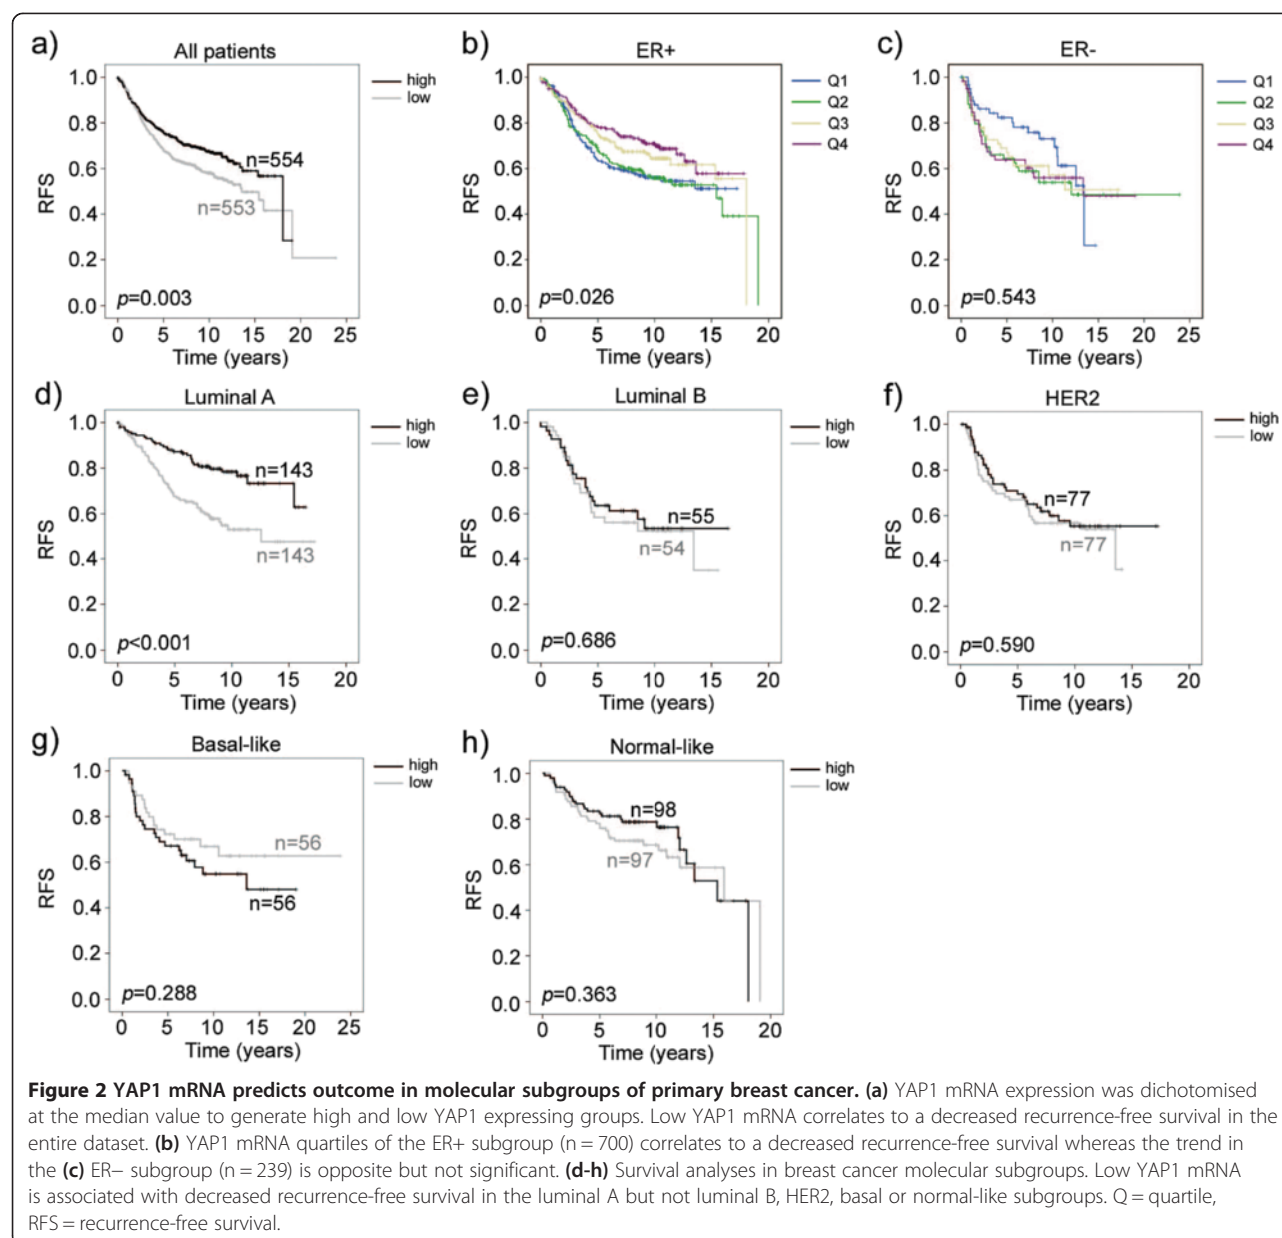 a)
All patients
high
low
1.0
0.8
0.6
0.4
0.2
0.0
RFS
n=554
n=553
p=0.003
0 5 10 15 20 25
Time (years)
b)
ER+
Q1
Q2
Q3
Q4
1.0
0.8
0.6
0.4
0.2
0.0
RFS
p=0.026
0 5 10 15 20
Time (years)
c)
ER-
Q1
Q2
Q3
Q4
1.0
0.8
0.6
0.4
0.2
0.0
RFS
p=0.543
0 5 10 15 20 25
Time (years)
d)
Luminal A
high
low
1.0
0.8
0.6
0.4
0.2
0.0
RFS
n=143
n=143
p<0.001
0 5 10 15 20
Time (years)
e)
Luminal B
high
low
1.0
0.8
0.6
0.4
0.2
0.0
RFS
n=55
n=54
p=0.686
0 5 10 15 20
Time (years)
f)
HER2
high
low
1.0
0.8
0.6
0.4
0.2
0.0
RFS
n=77
n=77
p=0.590
0 5 10 15 20
Time (years)
g)
Basal-like
high
low
1.0
0.8
0.6
0.4
0.2
0.0
RFS
n=56
n=56
p=0.288
0 5 10 15 20 25
Time (years)
h)
Normal-like
high
low
1.0
0.8
0.6
0.4
0.2
0.0
RFS
n=98
n=97
p=0.363
0 5 10 15 20
Time (years)
Figure 2 YAP1 mRNA predicts outcome in molecular subgroups of primary breast cancer. (a) YAP1 mRNA expression was dichotomised
at the median value to generate high and low YAP1 expressing groups. Low YAP1 mRNA correlates to a decreased recurrence-free survival in the
entire dataset. (b) YAP1 mRNA quartiles of the ER+ subgroup (n = 700) correlates to a decreased recurrence-free survival whereas the trend in
the (c) ER− subgroup (n = 239) is opposite but not significant. (d-h) Survival analyses in breast cancer molecular subgroups. Low YAP1 mRNA
is associated with decreased recurrence-free survival in the luminal A but not luminal B, HER2, basal or normal-like subgroups. Q = quartile,
RFS = recurrence-free survival.